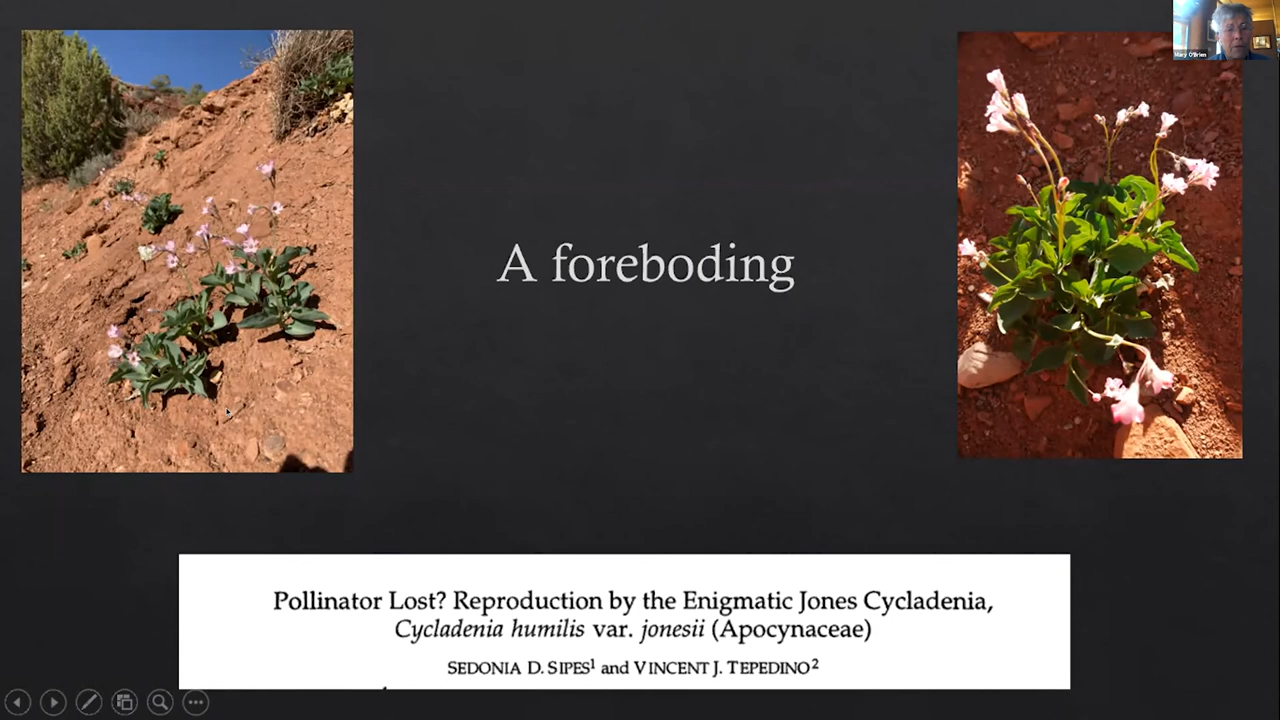 Mary O'Brien
A foreboding
Pollinator Lost? Reproduction by the Enigmatic Jones Cycladenia,
Cycladenia humilis var. jonesii (Apocynaceae)
SEDONIA D. SIPES¹ and VINCENT J. TEPEDINO²